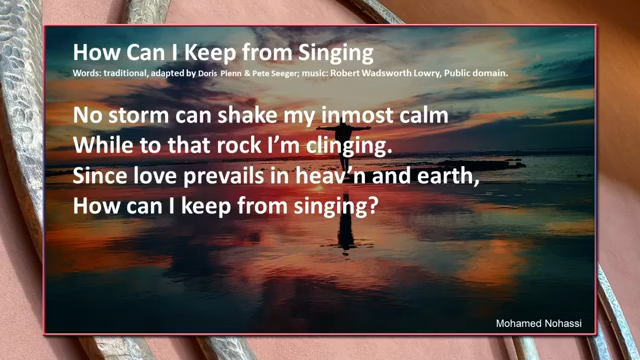 How Can I Keep from Singing
Words: traditional, adapted by Doris Plenn & Pete Seeger; music: Robert Wadsworth Lowry, Public domain.
No storm can shake my inmost calm
While to that rock I’m clinging.
Since love prevails in heav’n and earth,
How can I keep from singing?
Mohamed Nohassi